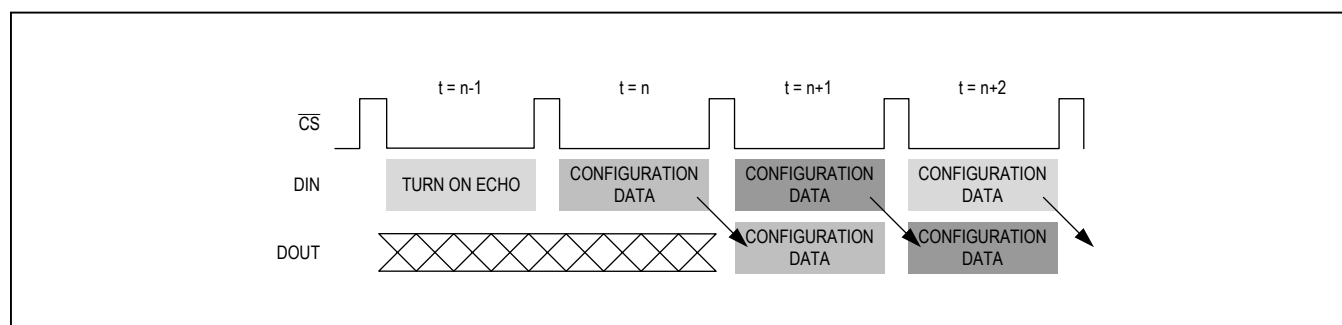 t = n-1 t = n t = n+1 t = n+2
CS
DIN TURN ON ECHO CONFIGURATION DATA CONFIGURATION DATA CONFIGURATION DATA
DOUT CONFIGURATION DATA CONFIGURATION DATA